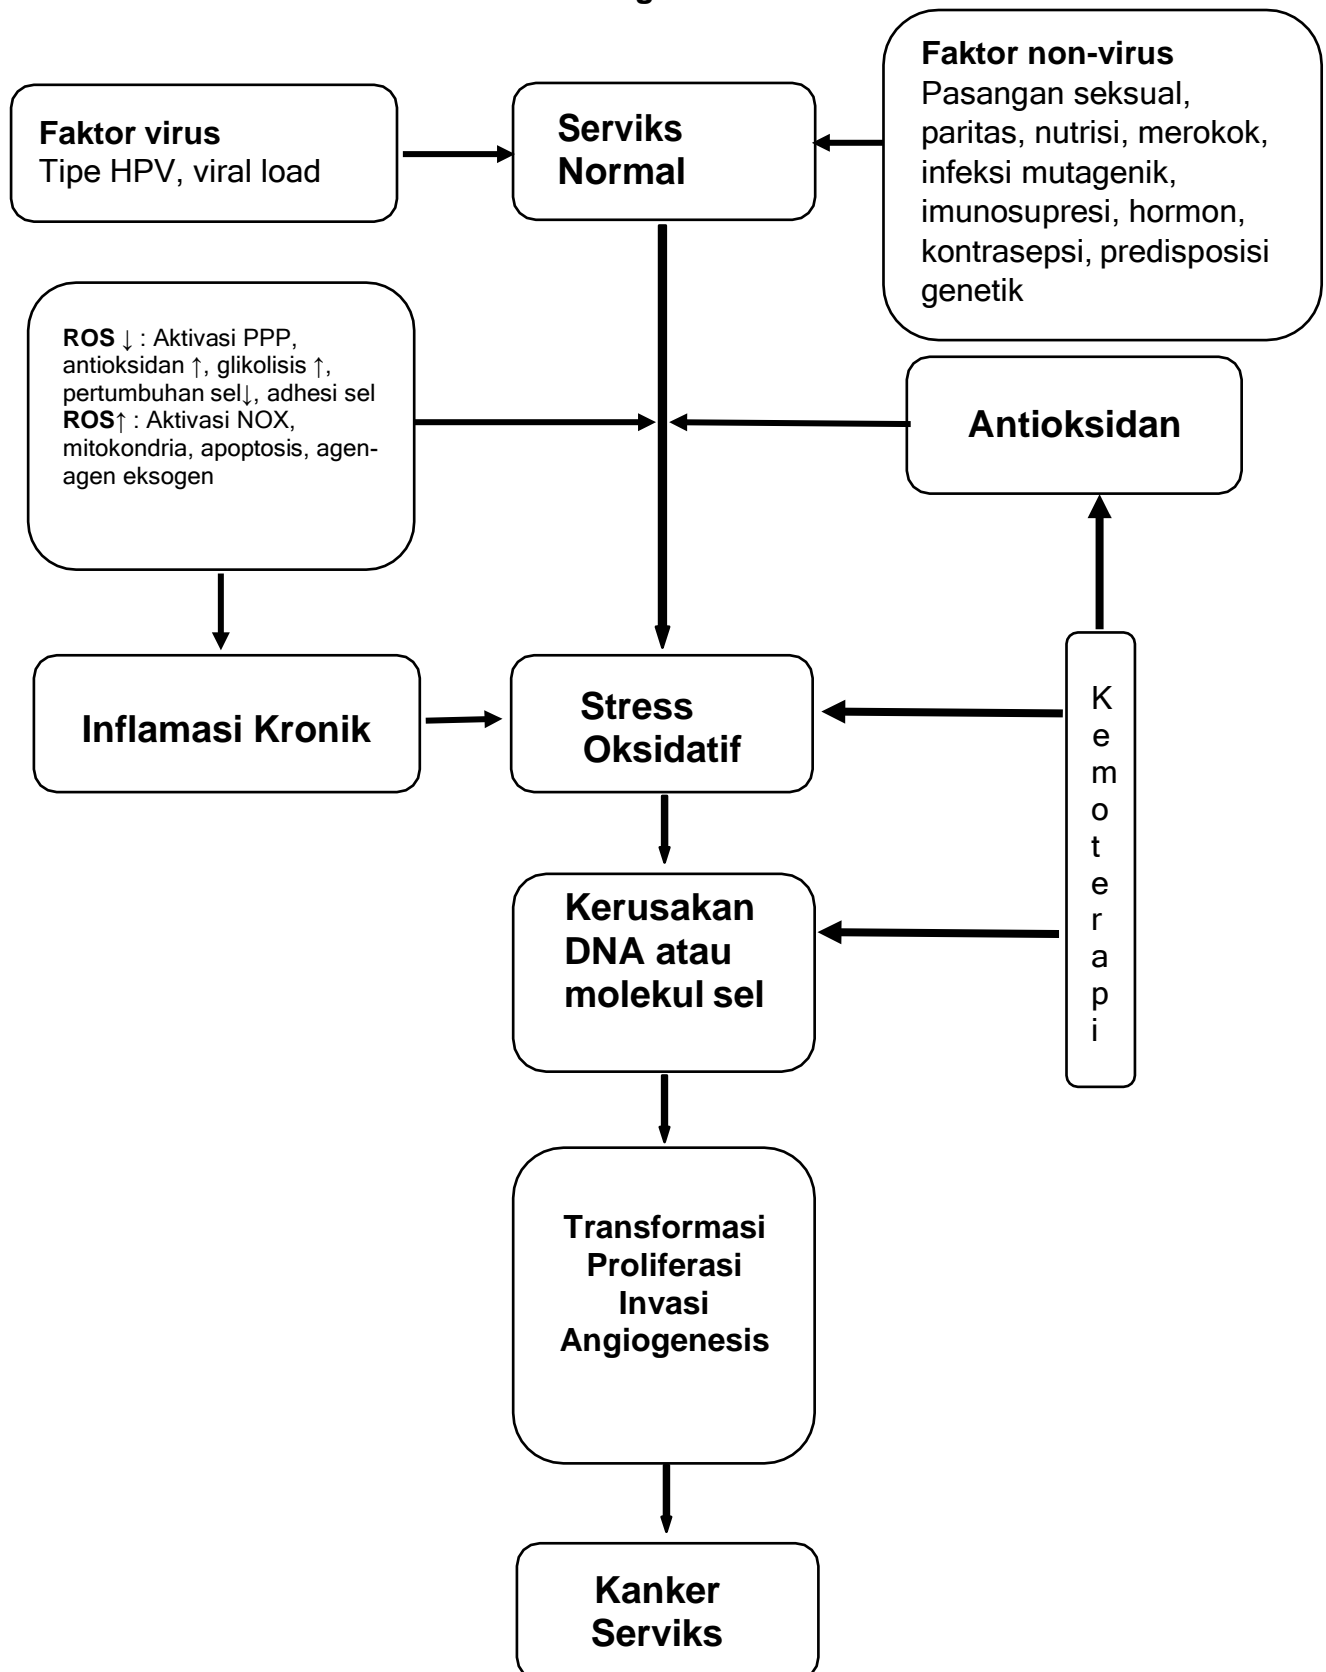 Faktor virus
Tipe HPV, viral load
Serviks
Normal
Faktor non-virus
Pasangan seksual,
paritas, nutrisi, merokok,
infeksi mutagenik,
imunosupresi, hormon,
kontrasepsi, predisposisi
genetik
ROS ↓ : Aktivasi PPP,
antioksidan ↑, glikolisis ↑,
pertumbuhan sel↓, adhesi sel
ROS↑ : Aktivasi NOX,
mitokondria, apoptosis, agen-
agen eksogen
Antioksidan
Inflamasi Kronik
Stress
Oksidatif
K
e
m
o
t
e
r
a
p
i
Kerusakan
DNA atau
molekul sel
Transformasi
Proliferasi
Invasi
Angiogenesis
Kanker
Serviks